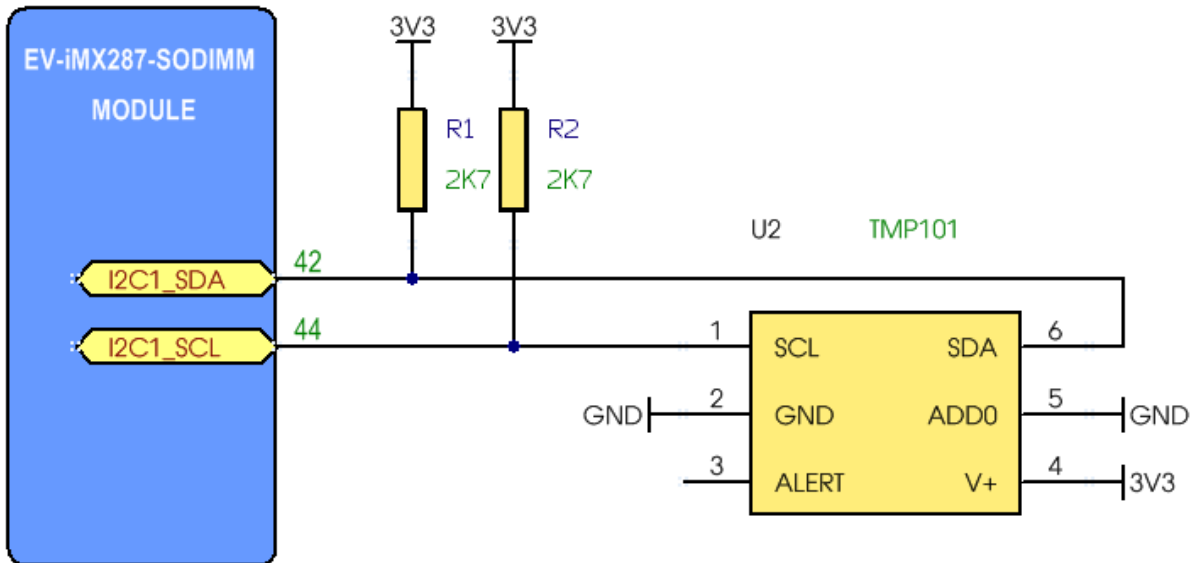 EV-iMX287-SODIMM
MODULE
3V3
3V3
R1
2K7
R2
2K7
U2
TMP101
I2C1_SDA
42
I2C1_SCL
44
1
SCL
SDA
6
GND
2
GND
ADD0
5
GND
3
ALERT
V+
4
3V3